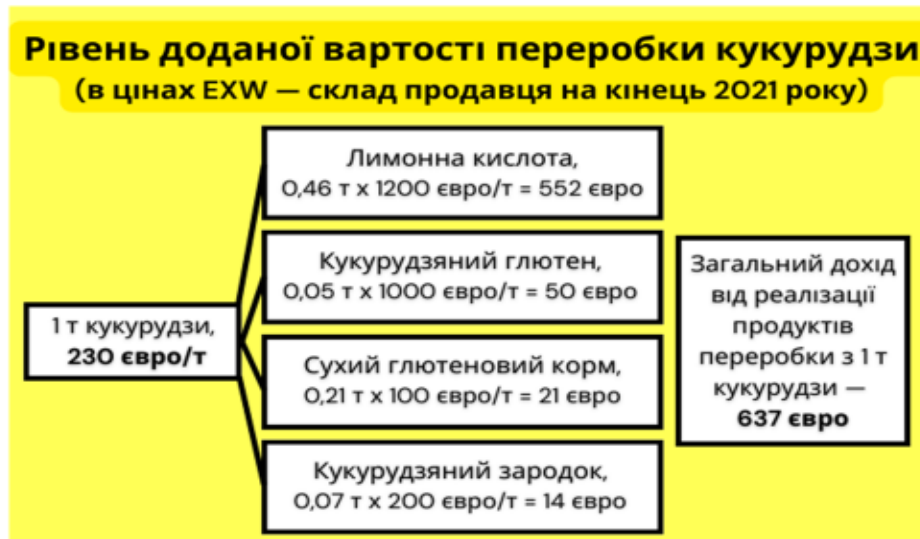 Рівень доданої вартості переробки кукурудзи
(в цінах EXW — склад продавця на кінець 2021 року)
1 т кукурудзи,
230 євро/т
Лимонна кислота,
0,46 т х 1200 євро/т = 552 євро
Кукурудзяний глютен,
0,05 т х 1000 євро/т = 50 євро
Сухий глютеновий корм,
0,21 т х 100 євро/т = 21 євро
Кукурудзяний зародок,
0,07 т х 200 євро/т = 14 євро
Загальний дохід
від реалізації
продуктів
переробки з 1 т
кукурудзи —
637 євро